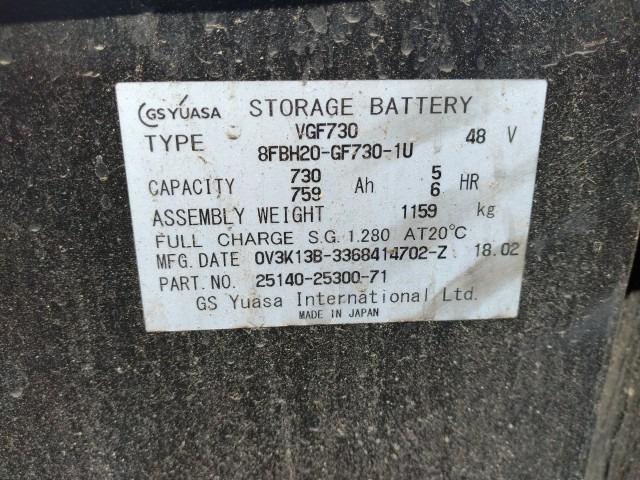 GS YUASA STORAGE BATTERY
TYPE VGF730 48 V
8FBH20-GF730-1U
CAPACITY 730 Ah 5 HR
759 6
ASSEMBLY WEIGHT 1159 kg
FULL CHARGE S.G. 1.280 AT20℃
MFG. DATE 0V3K13B-3368414702-Z 18.02
PART. NO. 25140-25300-71
GS Yuasa International Ltd.
MADE IN JAPAN